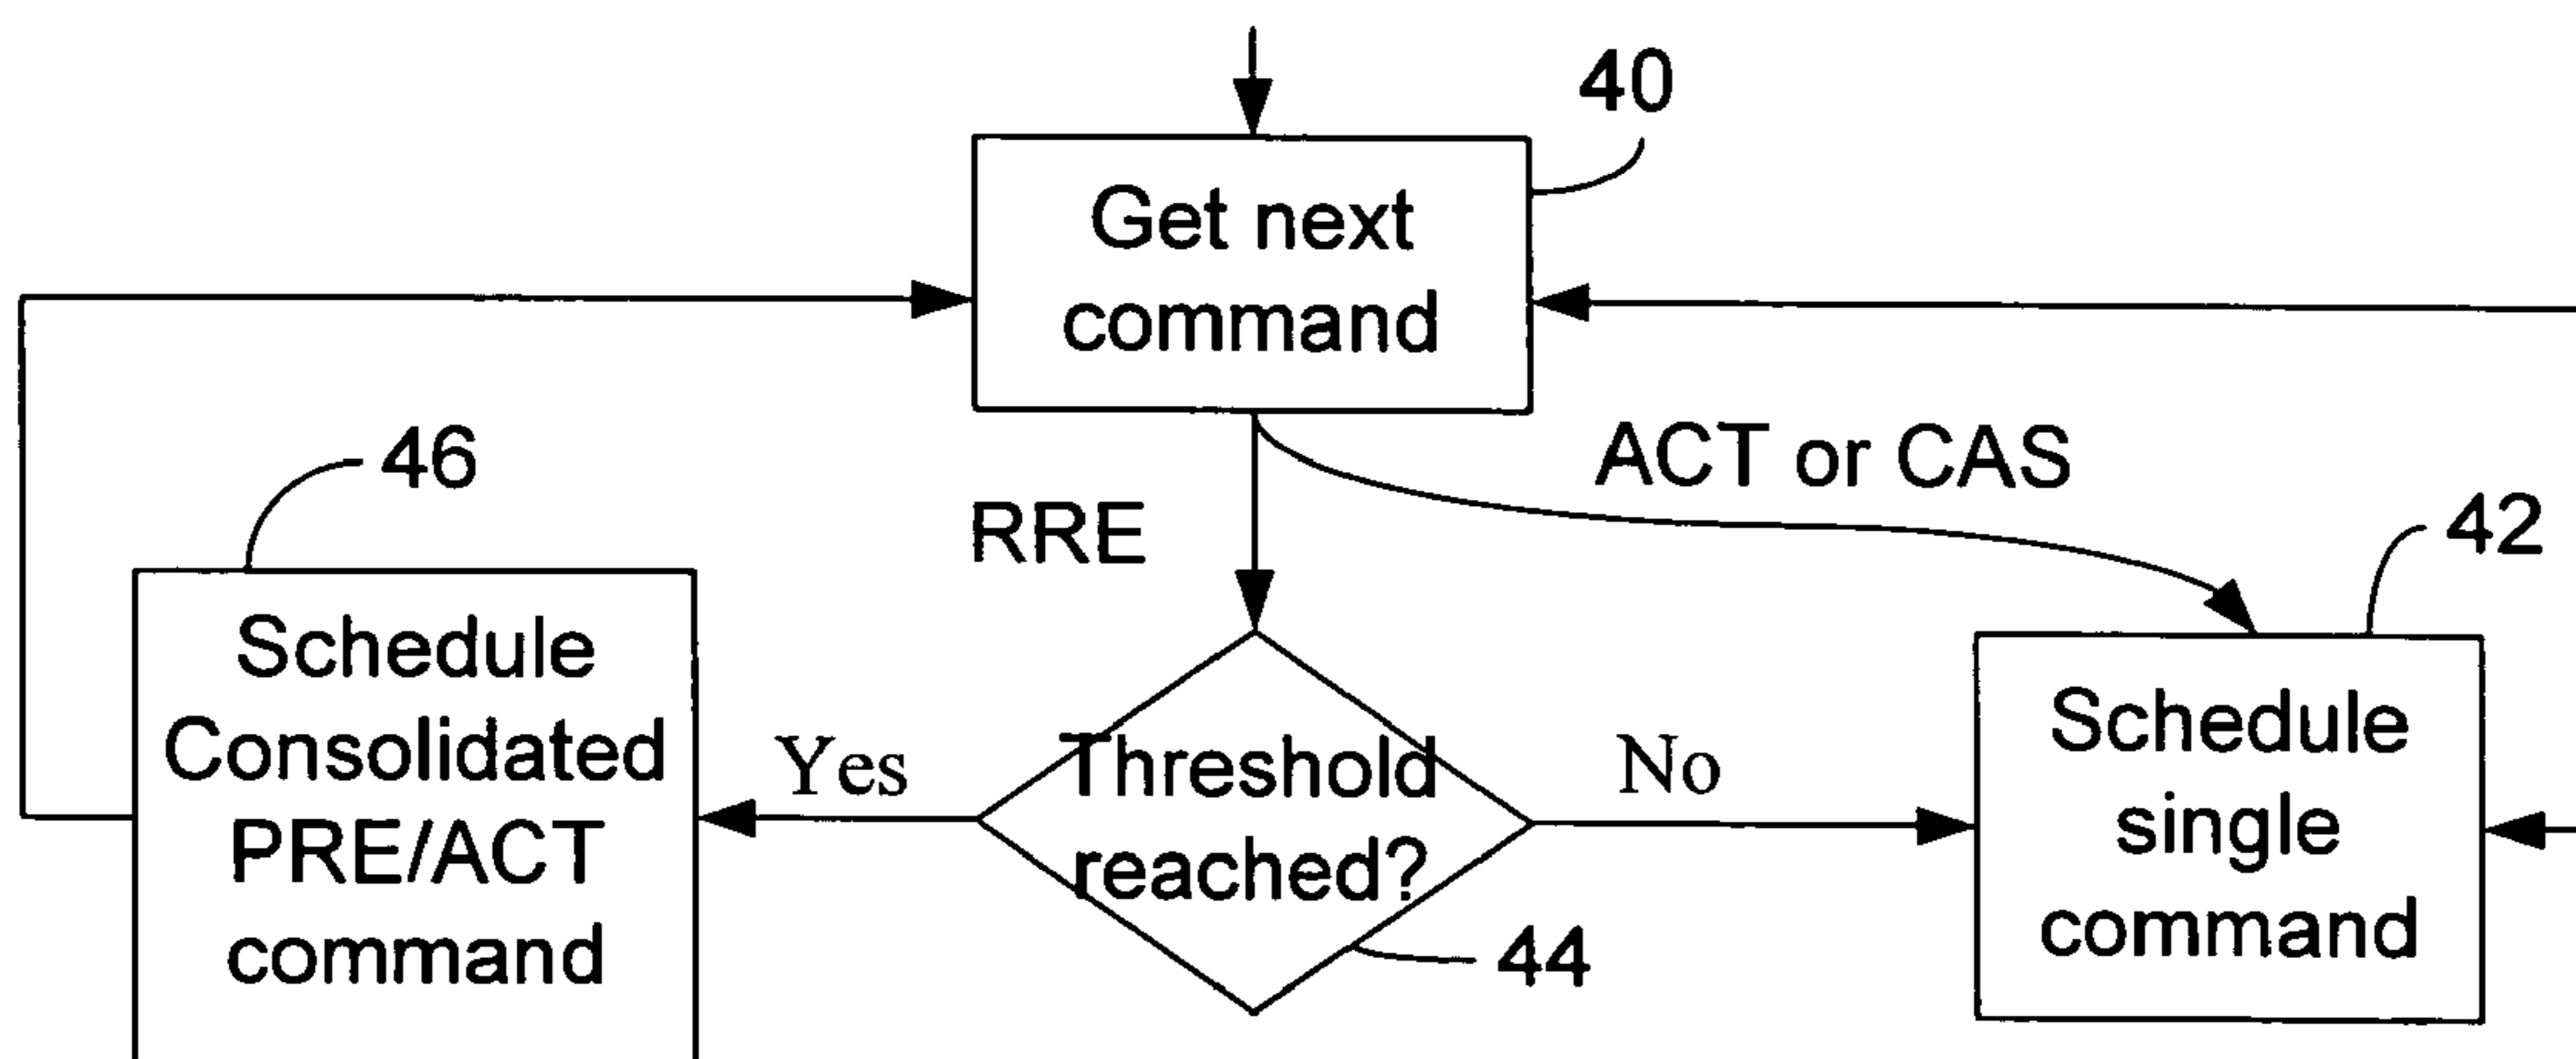 40
Get next
command
46
ACT or CAS
RRE
42
Schedule
Consolidated
PRE/ACT
command
Yes
Threshold
reached?
No
44
Schedule
single
command